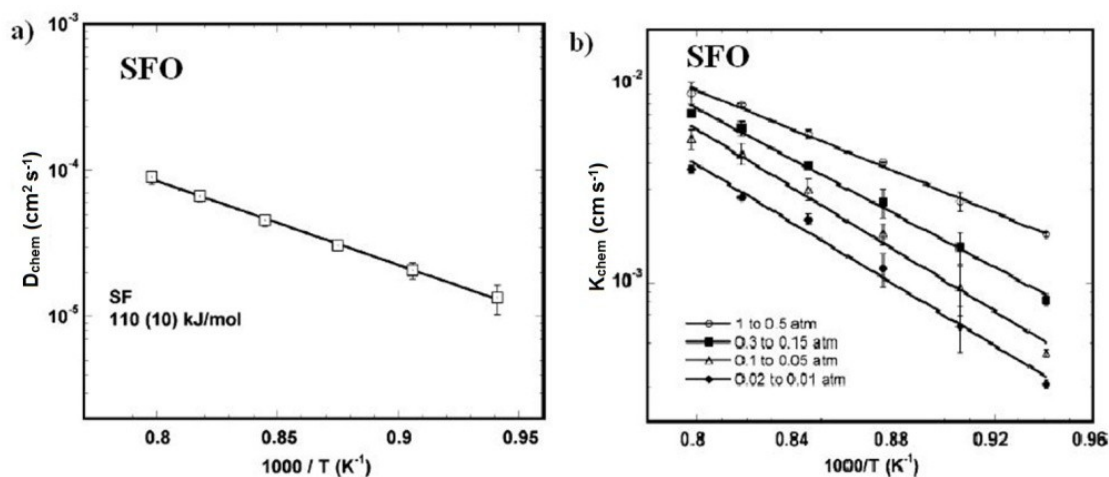 a)
SFO
10⁻³
10⁻⁴
10⁻⁵
D_chem (cm² s⁻¹)
SF
110 (10) kJ/mol
0.8
0.85
0.9
0.95
1000 / T (K⁻¹)
b)
SFO
10⁻²
10⁻³
K_chem (cm s⁻¹)
1 to 0.5 atm
0.3 to 0.15 atm
0.1 to 0.05 atm
0.02 to 0.01 atm
0.8
0.84
0.88
0.92
0.96
1000/T (K⁻¹)